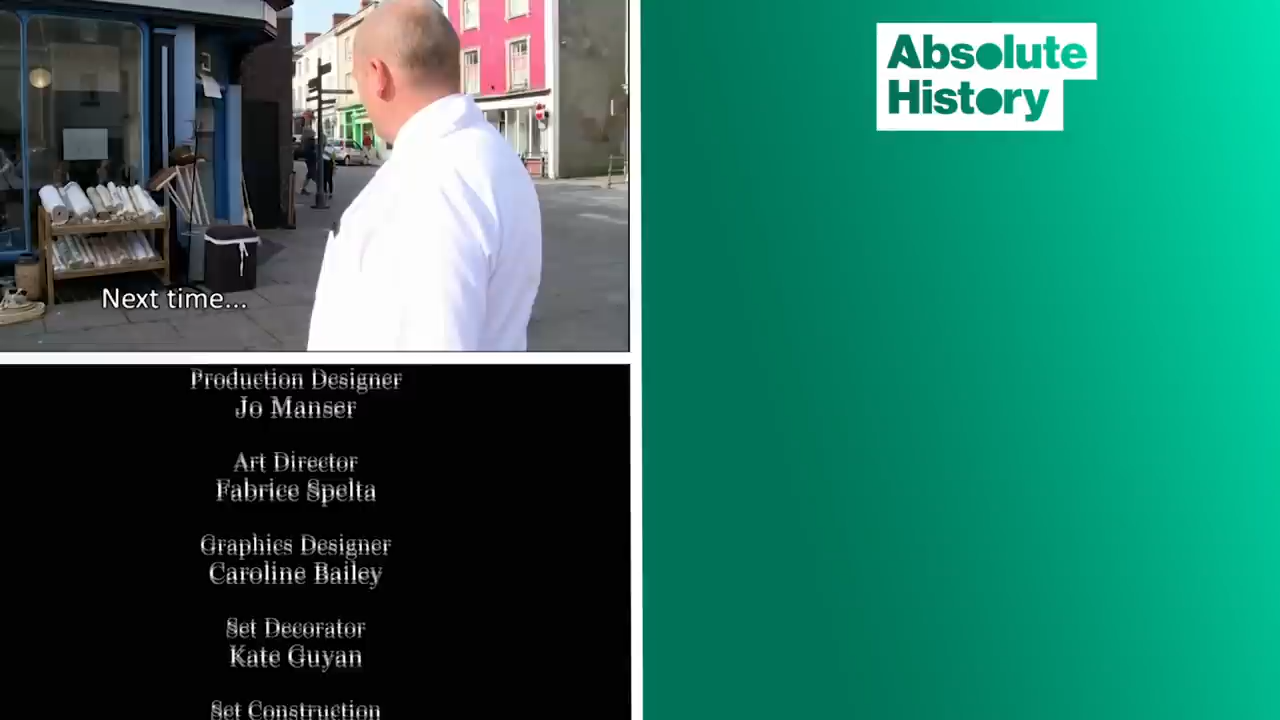 Next time...
Production Designer
Jo Manser
Art Director
Fabrice Spelta
Graphics Designer
Caroline Bailey
Set Decorator
Kate Guyan
Set Construction
Absolute
History